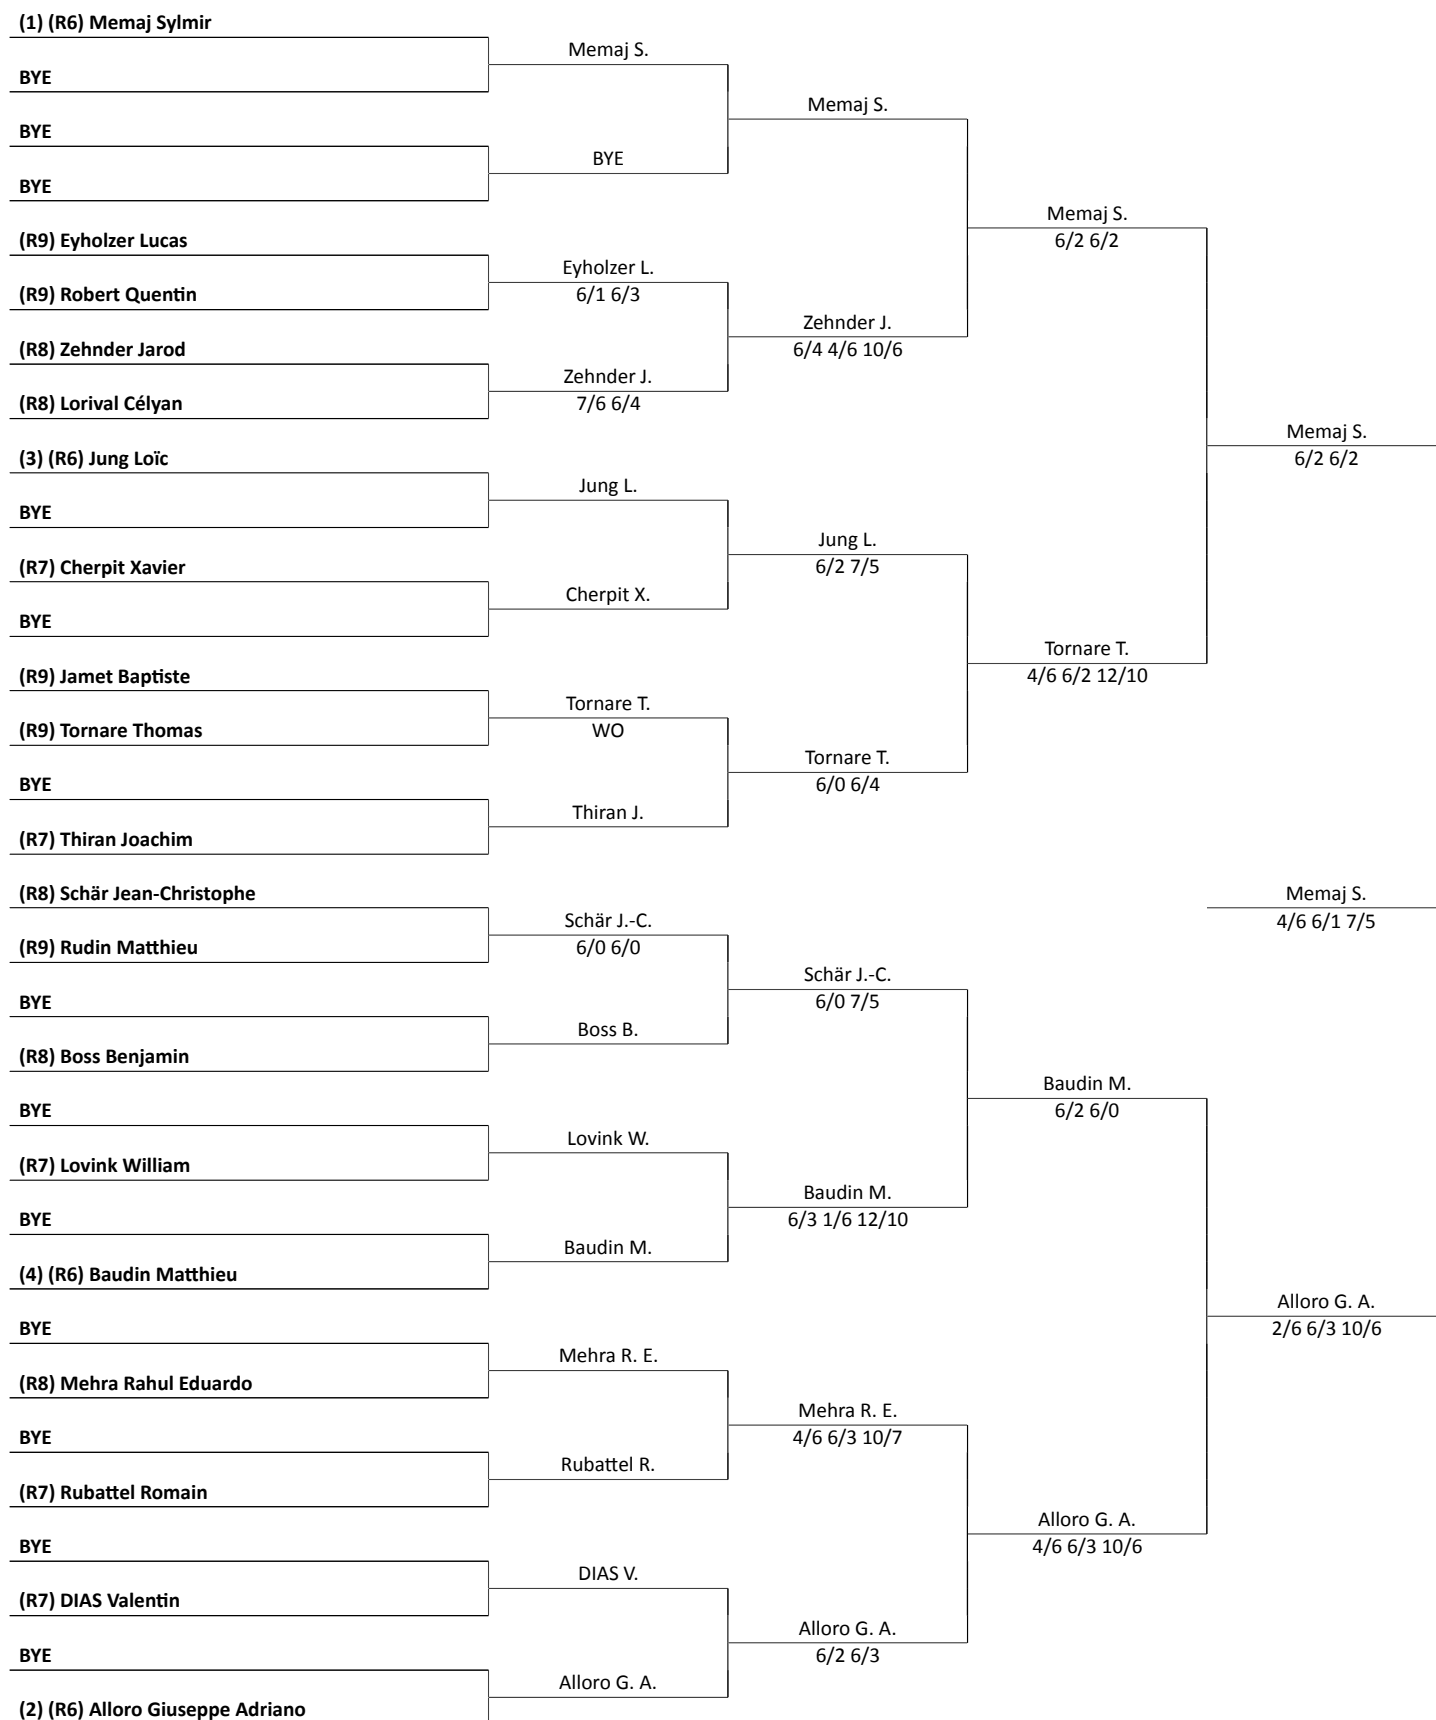 (1) (R6) Memaj Sylmir
BYE
BYE
BYE
(R9) Eyholzer Lucas
(R9) Robert Quentin
(R8) Zehnder Jarod
(R8) Lorival Célyan
(3) (R6) Jung Loïc
BYE
(R7) Cherpit Xavier
BYE
(R9) Jamet Baptiste
(R9) Tornare Thomas
BYE
(R7) Thiran Joachim
(R8) Schär Jean-Christophe
(R9) Rudin Matthieu
BYE
(R8) Boss Benjamin
BYE
(R7) Lovink William
BYE
(4) (R6) Baudin Matthieu
BYE
(R8) Mehra Rahul Eduardo
BYE
(R7) Rubattel Romain
BYE
(R7) DIAS Valentin
BYE
(2) (R6) Alloro Giuseppe Adriano
Memaj S.
BYE
Eyholzer L.
6/1 6/3
Zehnder J.
7/6 6/4
Jung L.
Cherpit X.
Tornare T.
WO
Thiran J.
Schär J.-C.
6/0 6/0
Boss B.
Lovink W.
Baudin M.
Mehra R. E.
Rubattel R.
DIAS V.
Alloro G. A.
Memaj S.
Zehnder J.
6/4 4/6 10/6
Jung L.
6/2 7/5
Tornare T.
6/0 6/4
Schär J.-C.
6/0 7/5
Baudin M.
6/3 1/6 12/10
Mehra R. E.
4/6 6/3 10/7
Alloro G. A.
6/2 6/3
Memaj S.
6/2 6/2
Tornare T.
4/6 6/2 12/10
Baudin M.
6/2 6/0
Alloro G. A.
4/6 6/3 10/6
Memaj S.
6/2 6/2
Memaj S.
4/6 6/1 7/5
Alloro G. A.
2/6 6/3 10/6